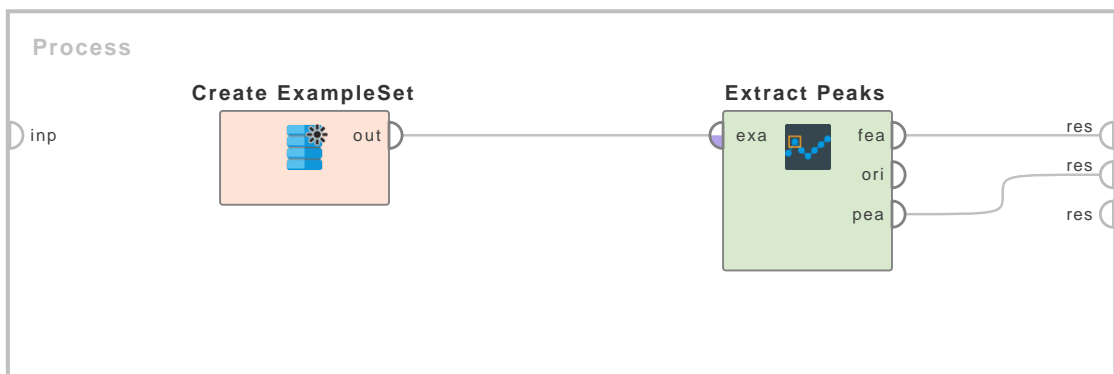 Process
Create ExampleSet
Extract Peaks
inp
out
exa
fea
res
ori
res
pea
res